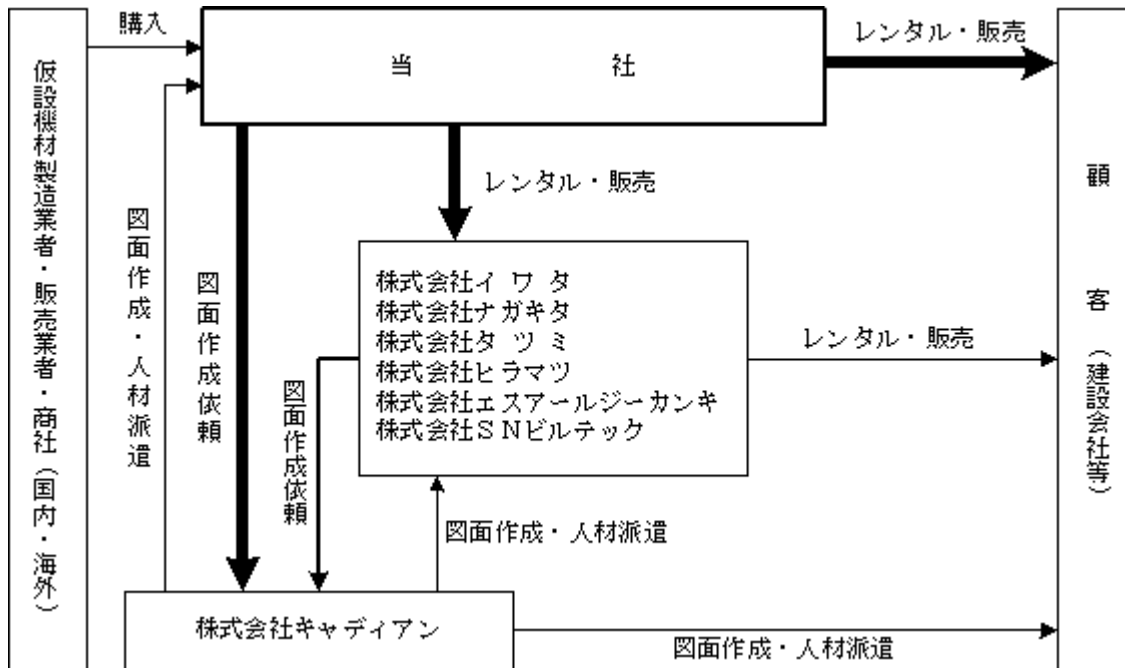 購入
当　　　社
レンタル・販売
仮設機材製造業者・販売業者・商社（国内・海外）
図面作成・人材派遣
図面作成依頼
レンタル・販売
株式会社イ ワ タ
株式会社ナガキタ
株式会社タ ツ ミ
株式会社ヒラマツ
株式会社エスアールジーカンキ
株式会社ＳＮビルテック
レンタル・販売
図面作成依頼
図面作成・人材派遣
株式会社キャディアン
図面作成・人材派遣
顧　　　客　（建設会社等）